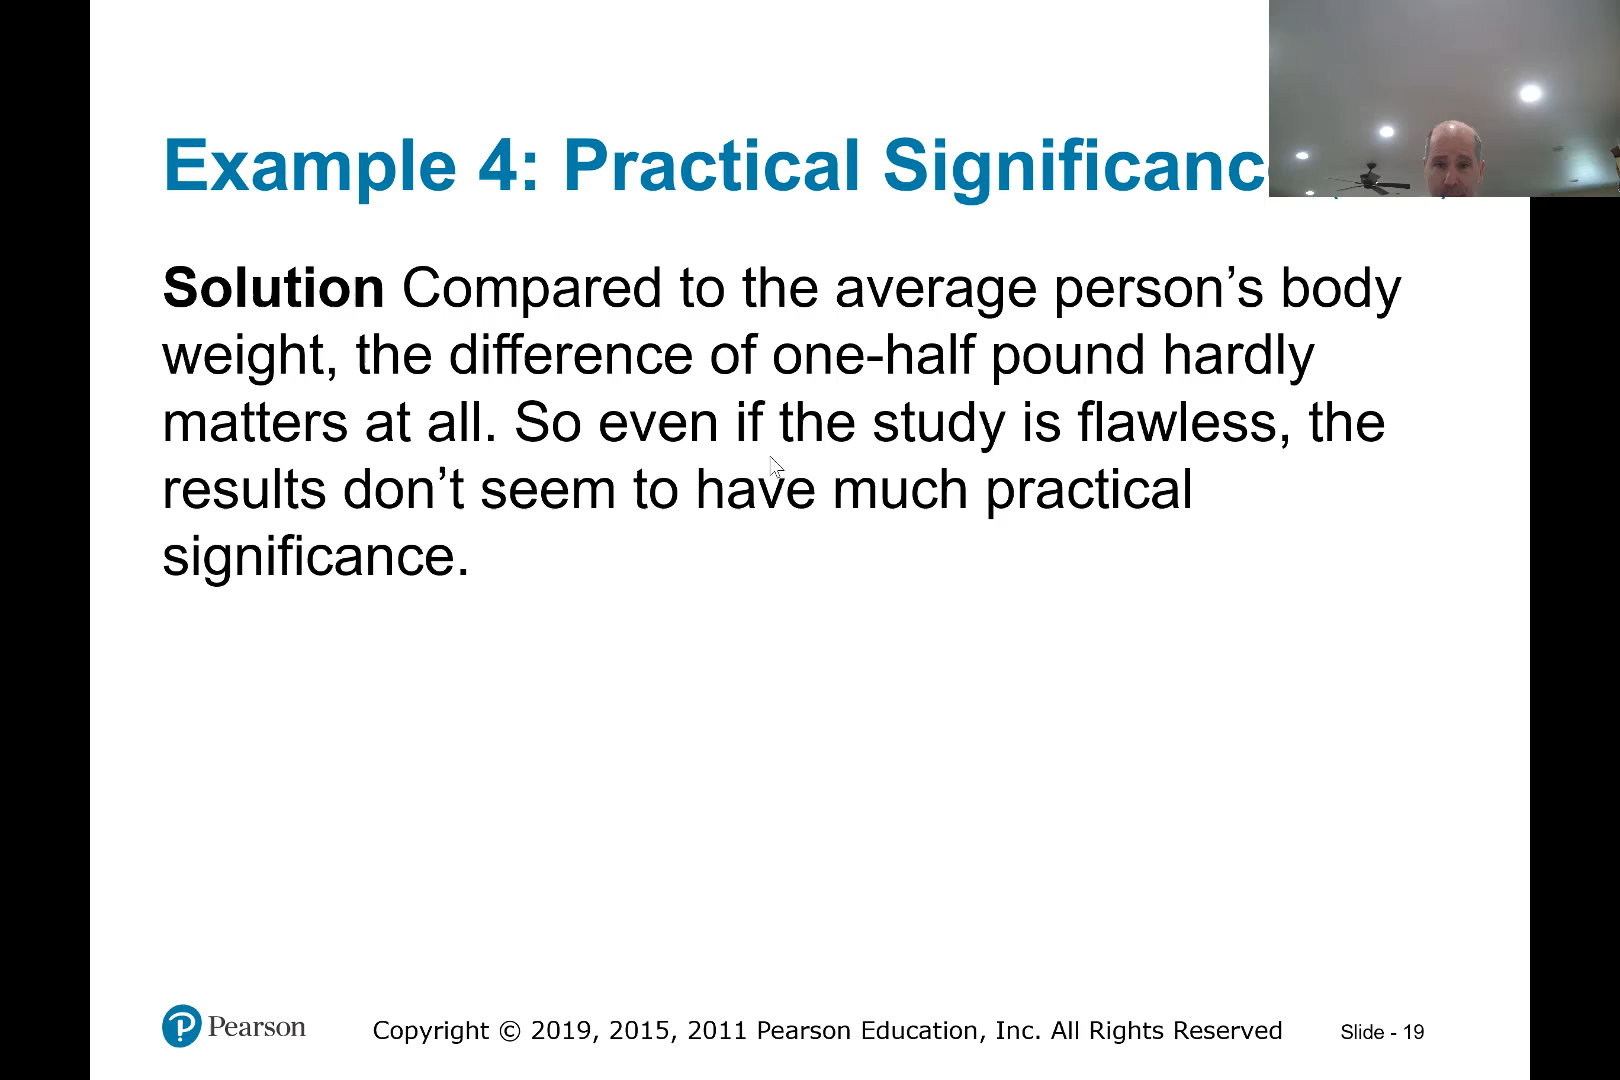 Example 4: Practical Significanc
Solution Compared to the average person’s body
weight, the difference of one-half pound hardly
matters at all. So even if the study is flawless, the
results don’t seem to have much practical
significance.
Pearson
Copyright © 2019, 2015, 2011 Pearson Education, Inc. All Rights Reserved
Slide - 19